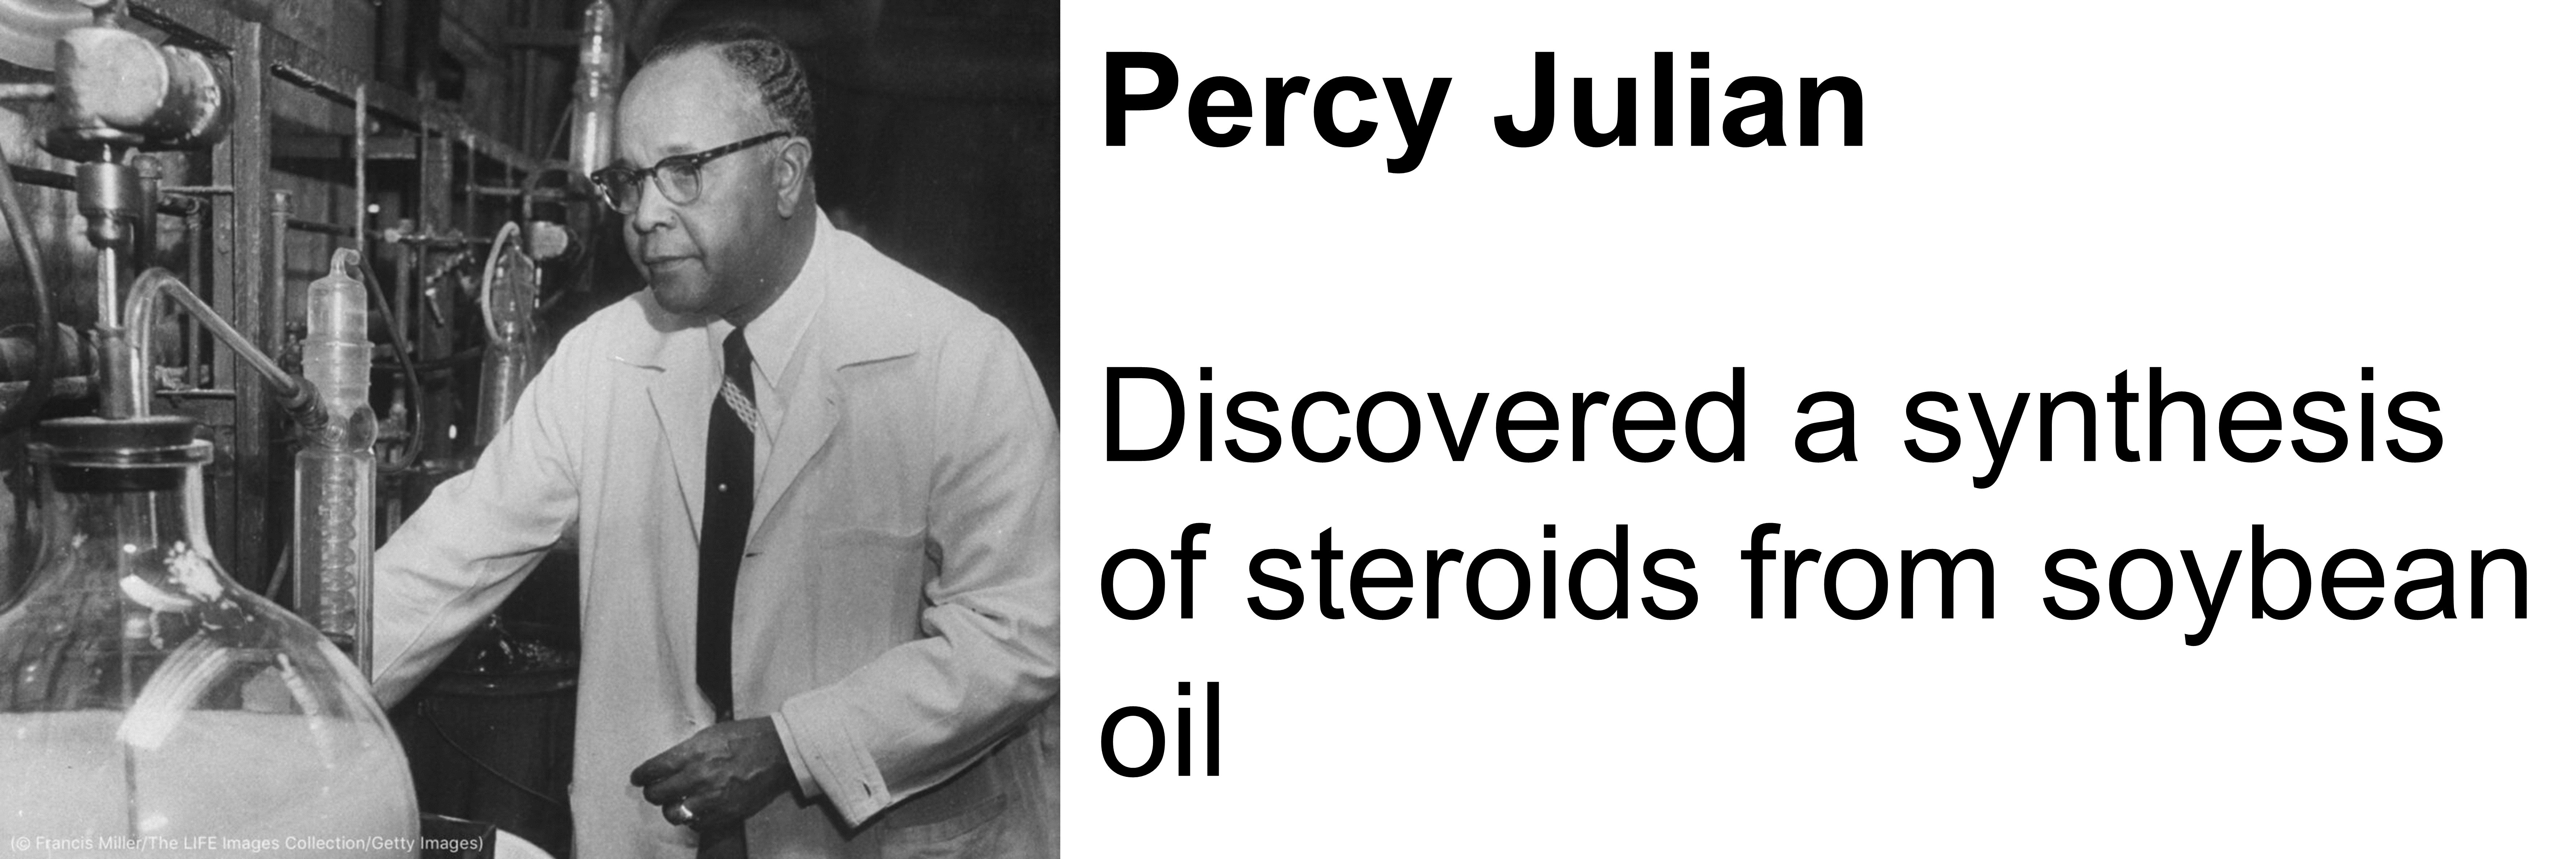 Percy Julian
Discovered a synthesis
of steroids from soybean
oil
(© Francis Miller/The LIFE Images Collection/Getty Images)